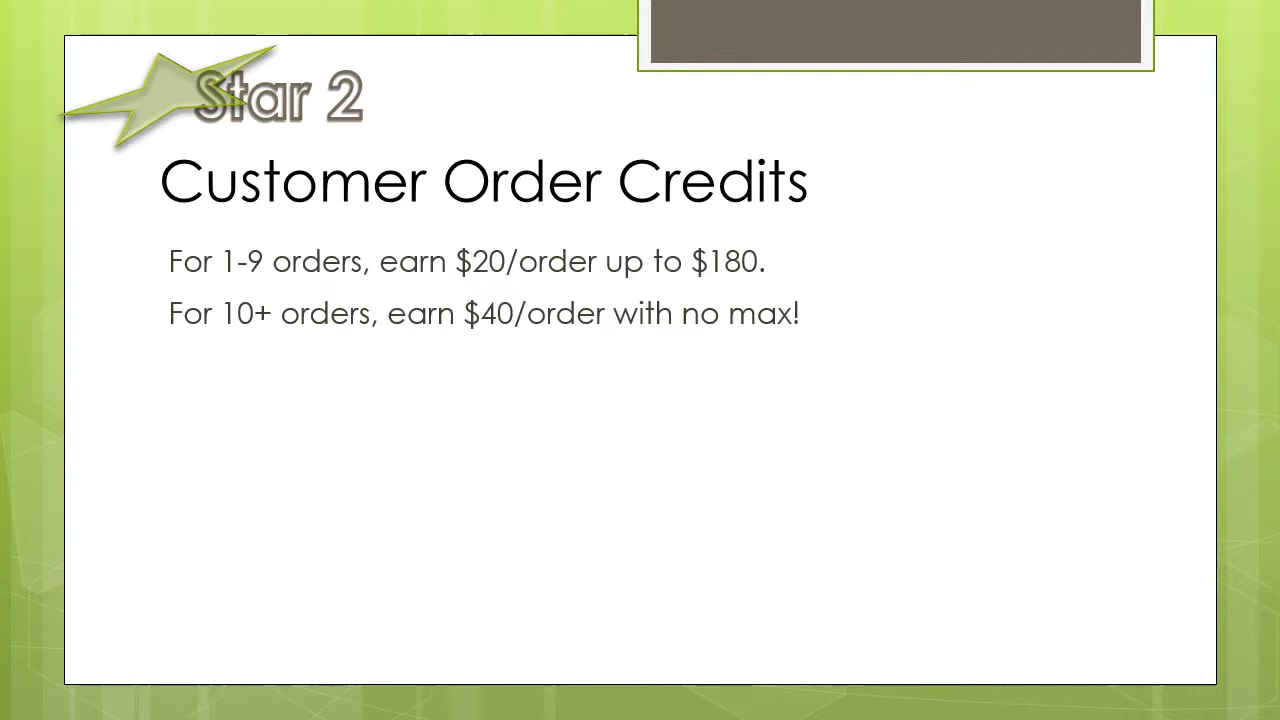 Star 2
Customer Order Credits
For 1-9 orders, earn $20/order up to $180.
For 10+ orders, earn $40/order with no max!